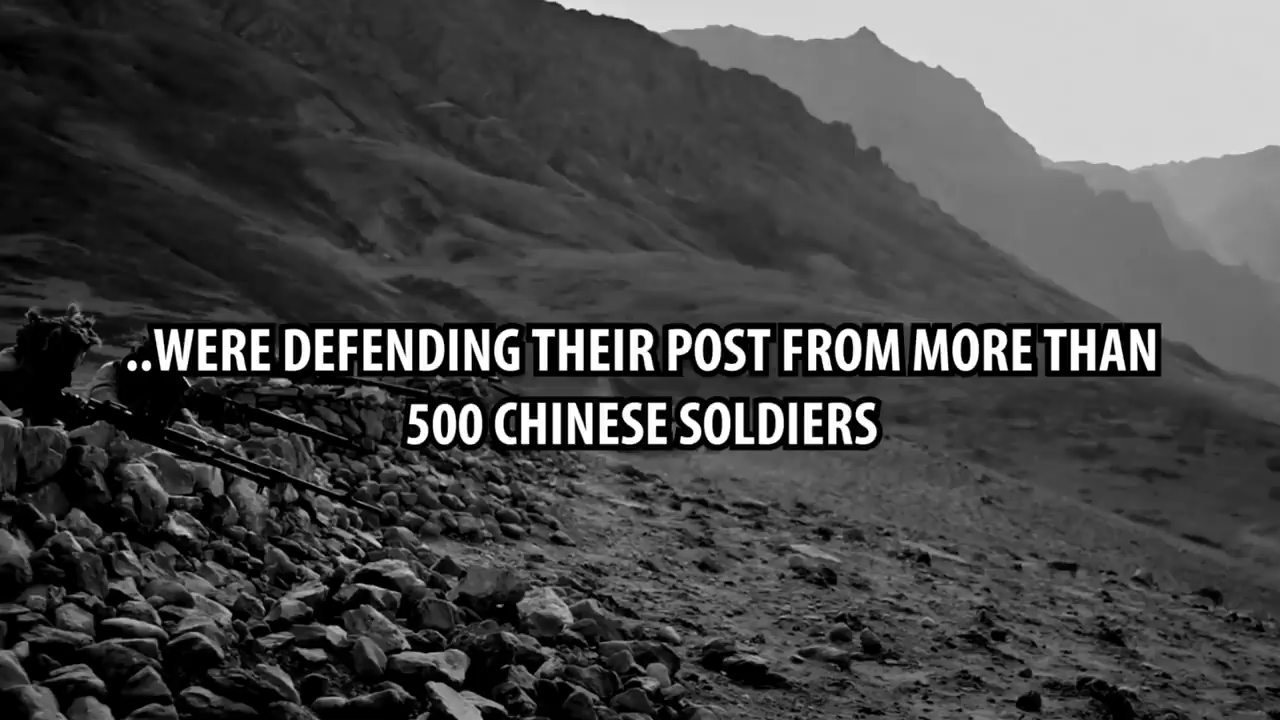 ..WERE DEFENDING THEIR POST FROM MORE THAN
500 CHINESE SOLDIERS